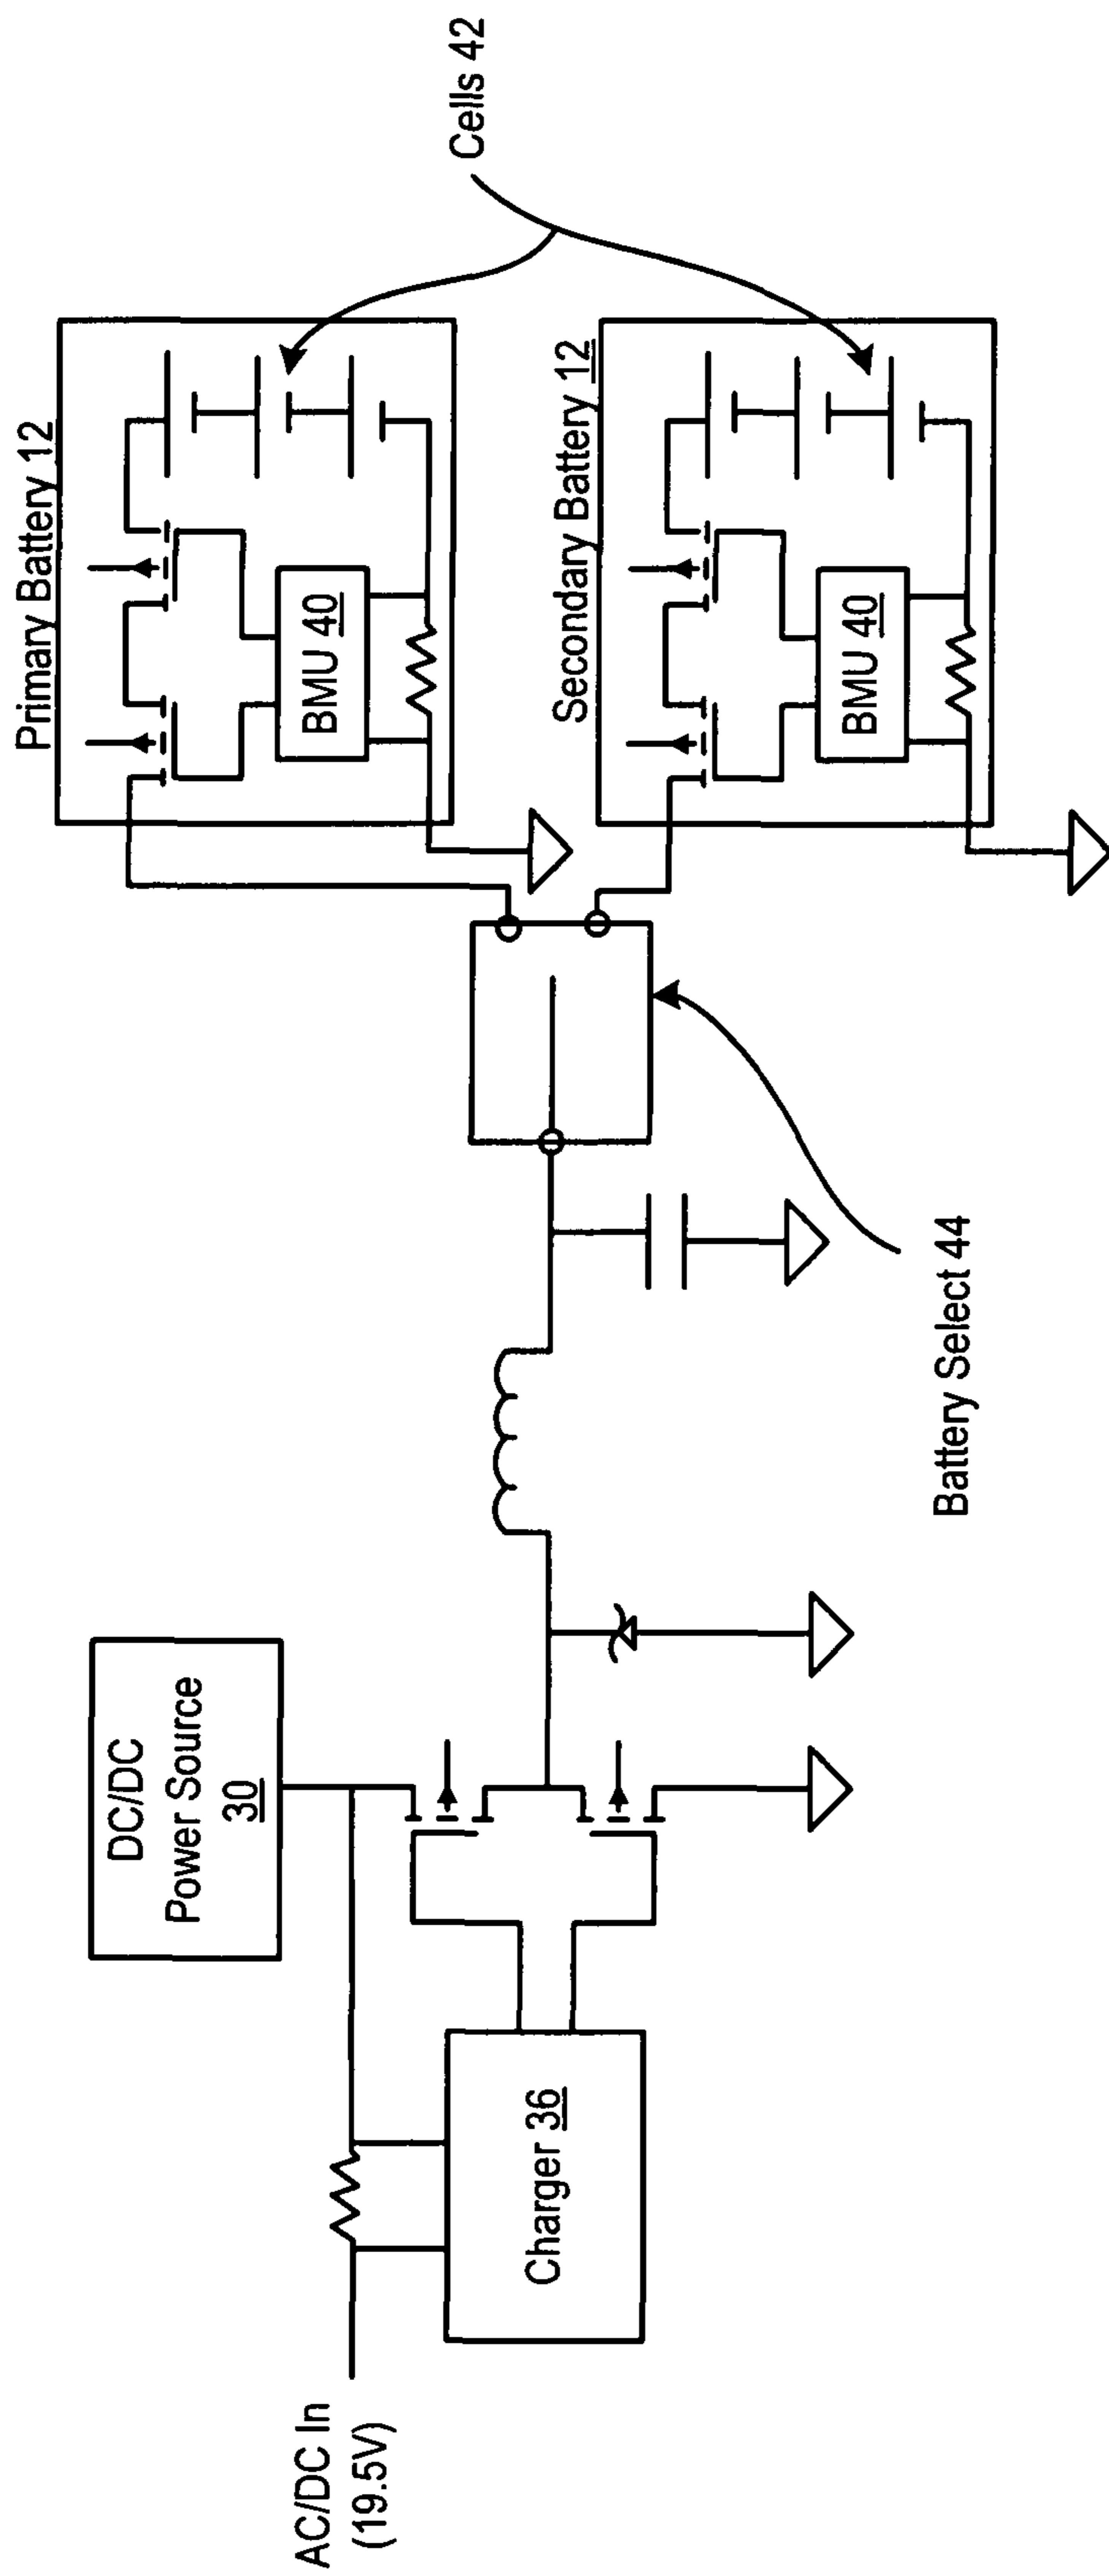 AC/DC In
(19.5V)
DC/DC
Power Source
30
Charger 36
Battery Select 44
Primary Battery 12
BMU 40
Secondary Battery 12
BMU 40
Cells 42